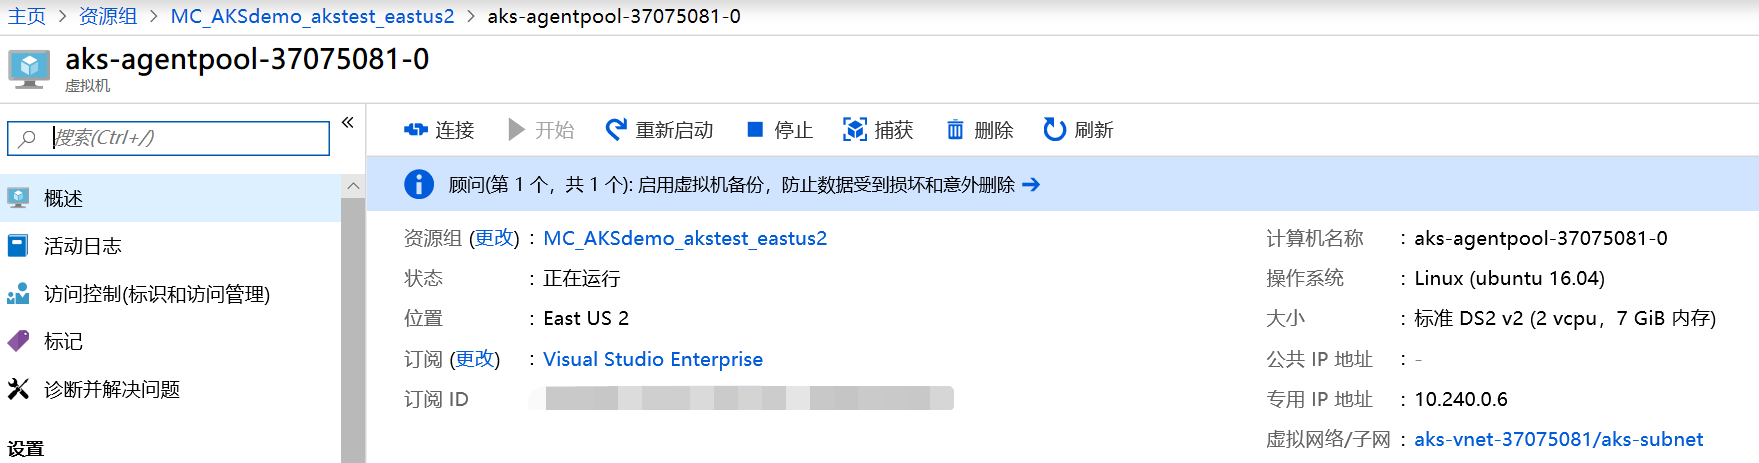 主页 > 资源组 > MC_AKSdemo_akstest_eastus2 > aks-agentpool-37075081-0
aks-agentpool-37075081-0
虚拟机
搜索(Ctrl+/)
«
连接 开始 重新启动 停止 捕获 删除 刷新
顾问(第 1 个，共 1 个): 启用虚拟机备份，防止数据受到损坏和意外删除 →
概述
活动日志
访问控制(标识和访问管理)
标记
诊断并解决问题
设置
资源组 (更改) : MC_AKSdemo_akstest_eastus2
状态 : 正在运行
位置 : East US 2
订阅 (更改) : Visual Studio Enterprise
订阅 ID
计算机名称 : aks-agentpool-37075081-0
操作系统 : Linux (ubuntu 16.04)
大小 : 标准 DS2 v2 (2 vcpu，7 GiB 内存)
公共 IP 地址 : -
专用 IP 地址 : 10.240.0.6
虚拟网络/子网 : aks-vnet-37075081/aks-subnet